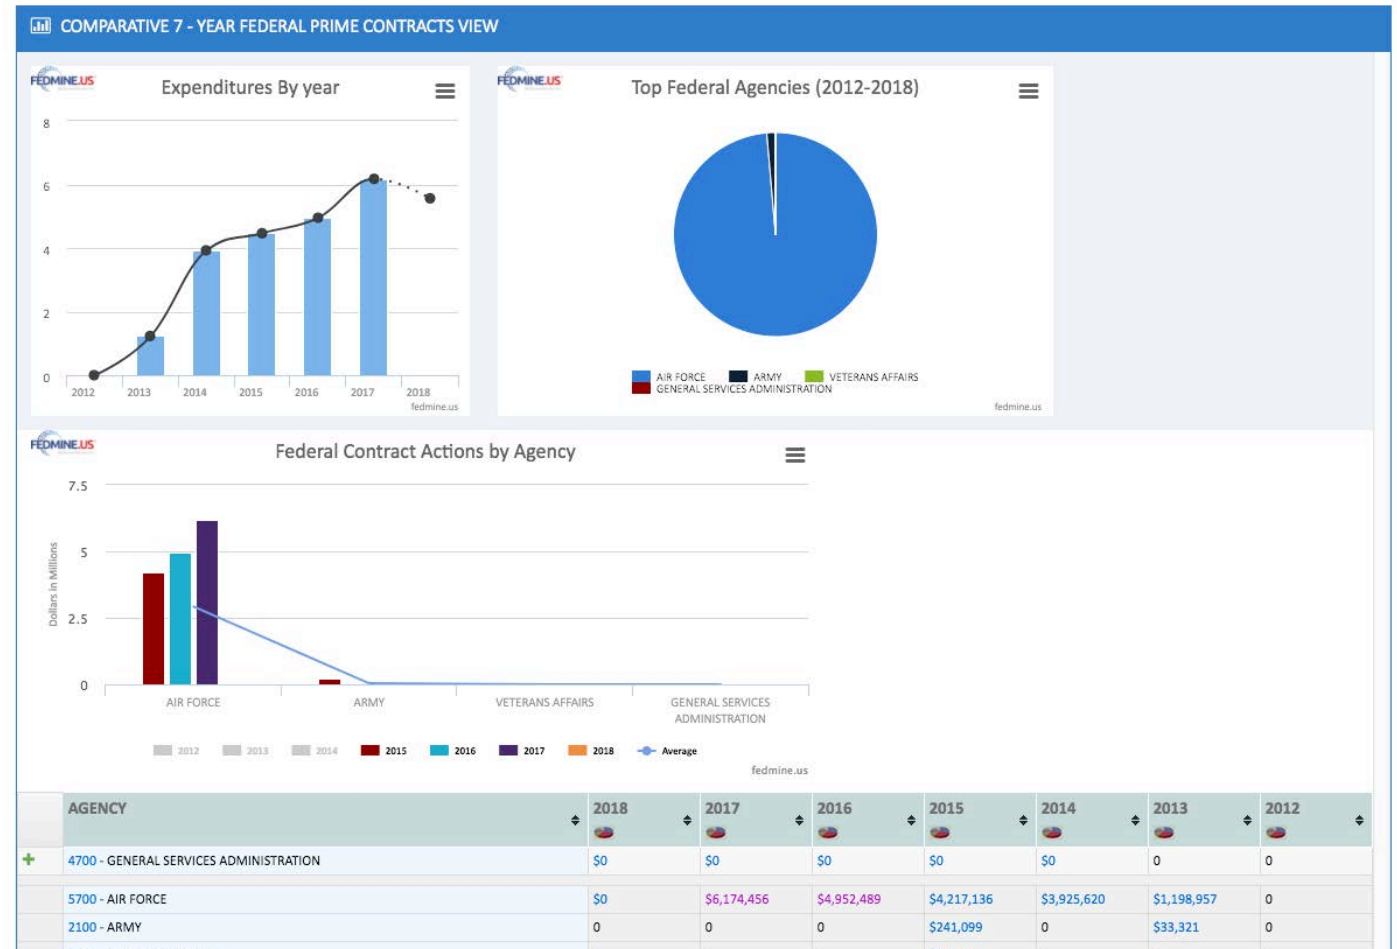 COMPARATIVE 7 - YEAR FEDERAL PRIME CONTRACTS VIEW
FEDMINE.US
Expenditures By year
8
6
4
2
0
2012 2013 2014 2015 2016 2017 2018
fedmine.us
FEDMINE.US
Top Federal Agencies (2012-2018)
AIR FORCE ARMY VETERANS AFFAIRS
GENERAL SERVICES ADMINISTRATION
fedmine.us
FEDMINE.US
Federal Contract Actions by Agency
Dollars in Millions
7.5
5
2.5
0
AIR FORCE ARMY VETERANS AFFAIRS GENERAL SERVICES
ADMINISTRATION
2012 2013 2014 2015 2016 2017 2018 Average
fedmine.us
AGENCY 2018 2017 2016 2015 2014 2013 2012
4700 - GENERAL SERVICES ADMINISTRATION $0 $0 $0 $0 $0 0 0
5700 - AIR FORCE $0 $6,174,456 $4,952,489 $4,217,136 $3,925,620 $1,198,957 0
2100 - ARMY 0 0 0 $241,099 0 $33,321 0